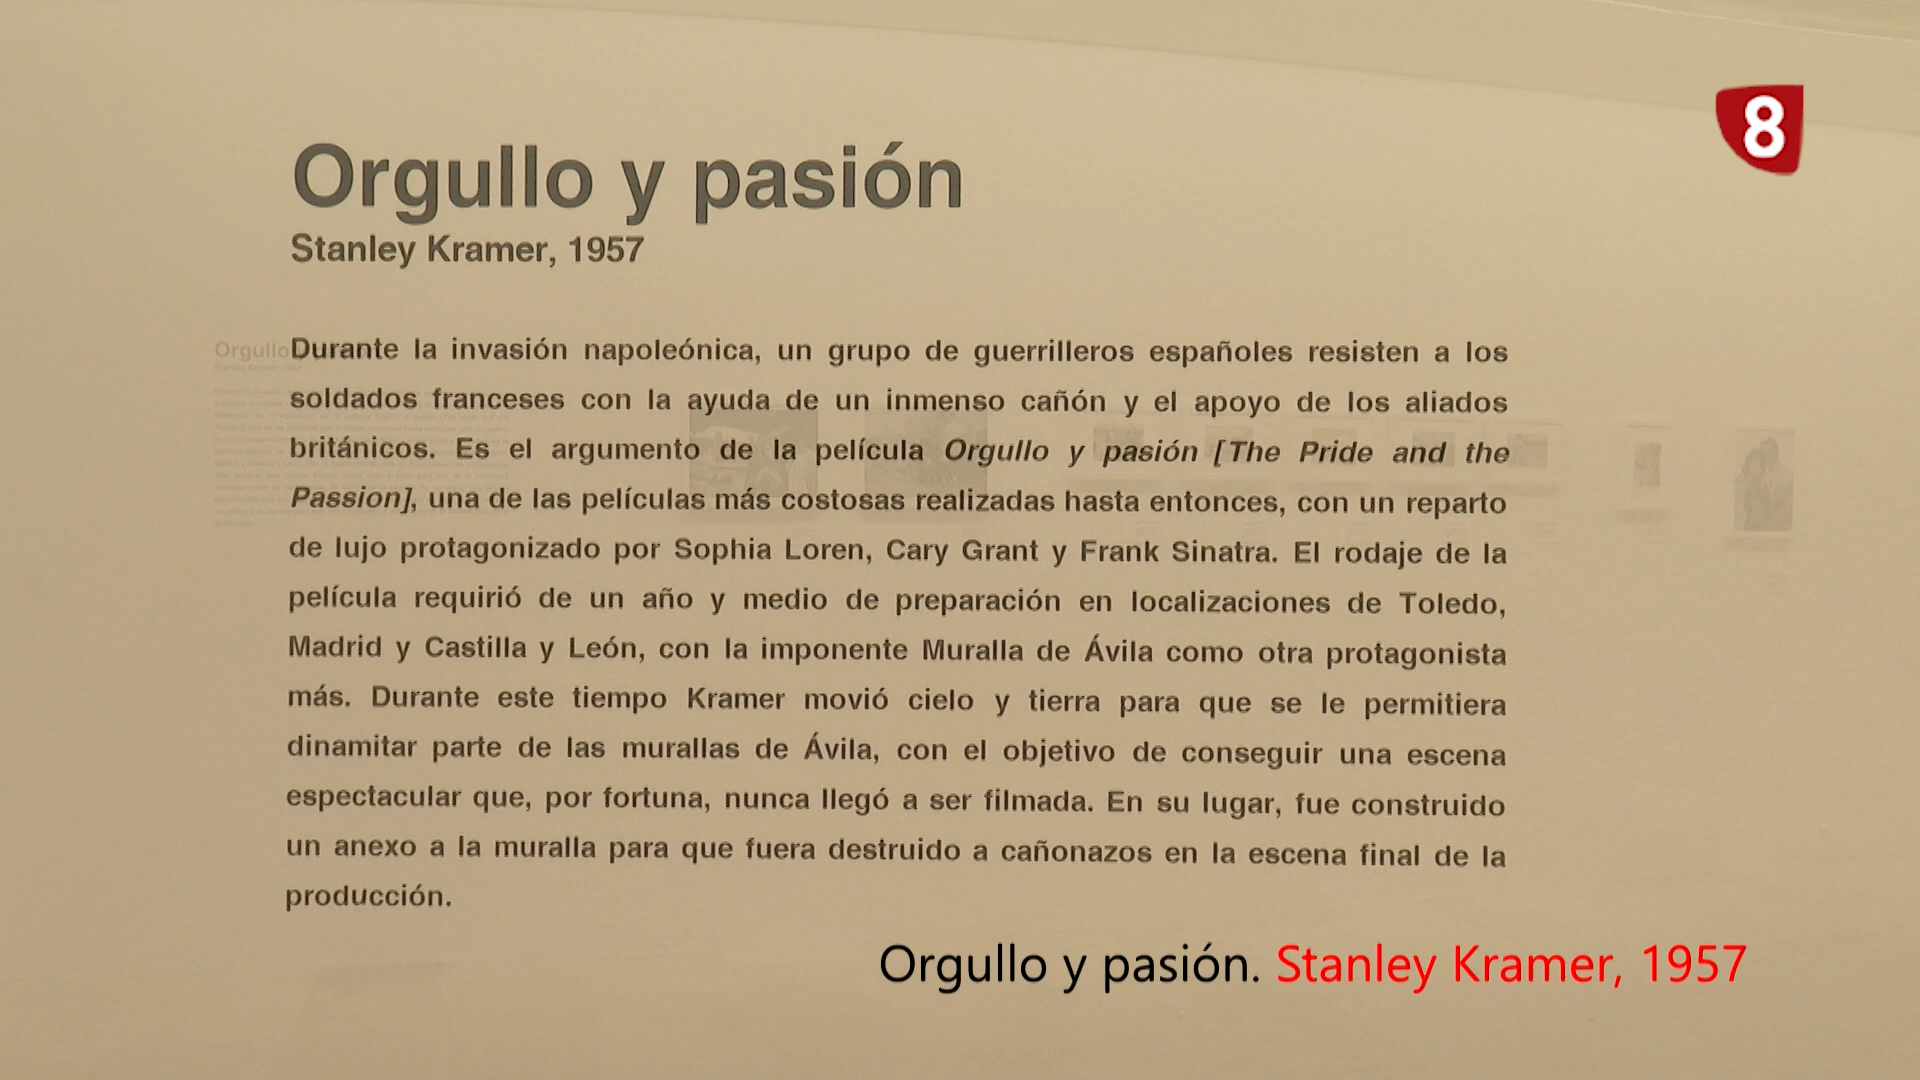 8
Orgullo y pasión
Stanley Kramer, 1957
Durante la invasión napoleónica, un grupo de guerrilleros españoles resisten a los
soldados franceses con la ayuda de un inmenso cañón y el apoyo de los aliados
británicos. Es el argumento de la película Orgullo y pasión [The Pride and the
Passion], una de las películas más costosas realizadas hasta entonces, con un reparto
de lujo protagonizado por Sophia Loren, Cary Grant y Frank Sinatra. El rodaje de la
película requirió de un año y medio de preparación en localizaciones de Toledo,
Madrid y Castilla y León, con la imponente Muralla de Ávila como otra protagonista
más. Durante este tiempo Kramer movió cielo y tierra para que se le permitiera
dinamitar parte de las murallas de Ávila, con el objetivo de conseguir una escena
espectacular que, por fortuna, nunca llegó a ser filmada. En su lugar, fue construido
un anexo a la muralla para que fuera destruido a cañonazos en la escena final de la
producción.
Orgullo y pasión. Stanley Kramer, 1957